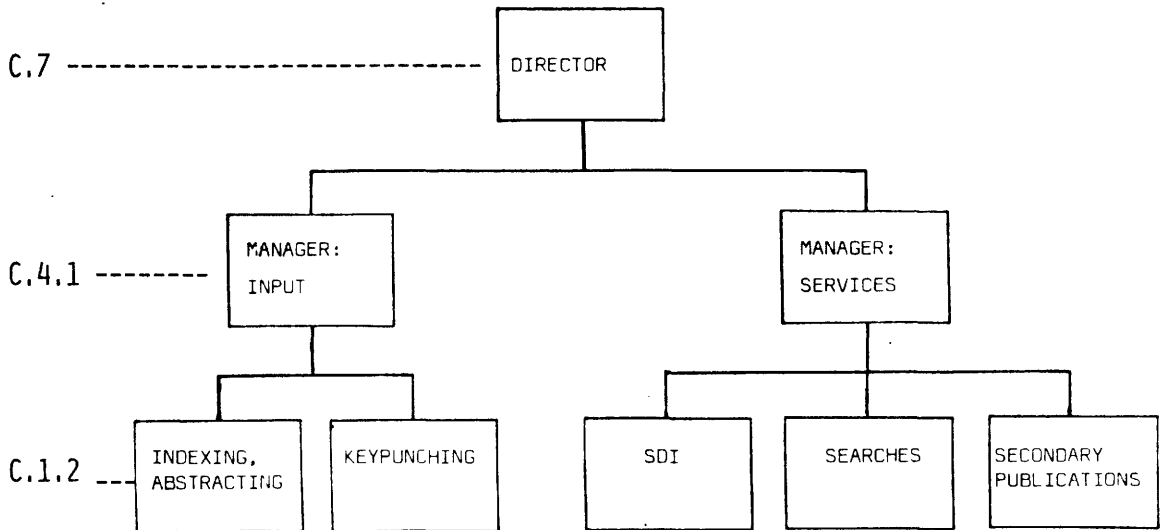 C.7
DIRECTOR
C.4.1
MANAGER:
INPUT
MANAGER:
SERVICES
C.1.2
INDEXING,
ABSTRACTING
KEYPUNCHING
SDI
SEARCHES
SECONDARY
PUBLICATIONS